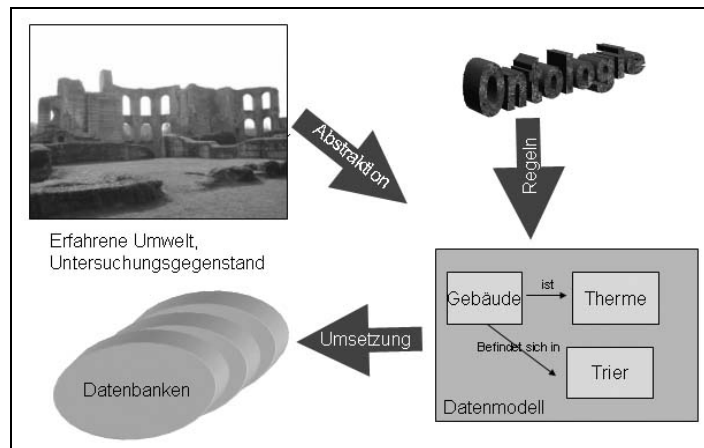 Ontologie
Abstraktion
Regeln
Erfahrene Umwelt,
Untersuchungsgegenstand
Gebäude
ist
Therme
Befindet sich in
Trier
Datenmodell
Umsetzung
Datenbanken